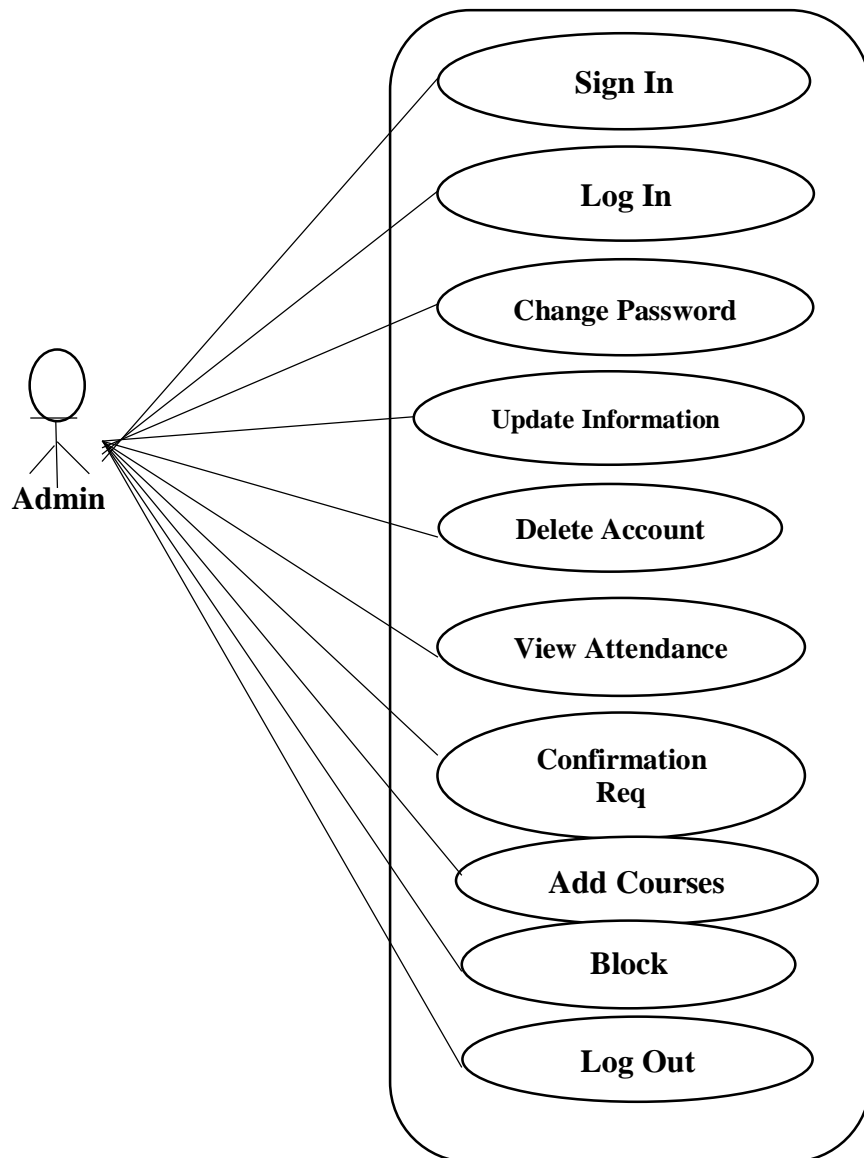 Sign In
Log In
Change Password
Update Information
Delete Account
Admin
View Attendance
Confirmation
Req
Add Courses
Block
Log Out